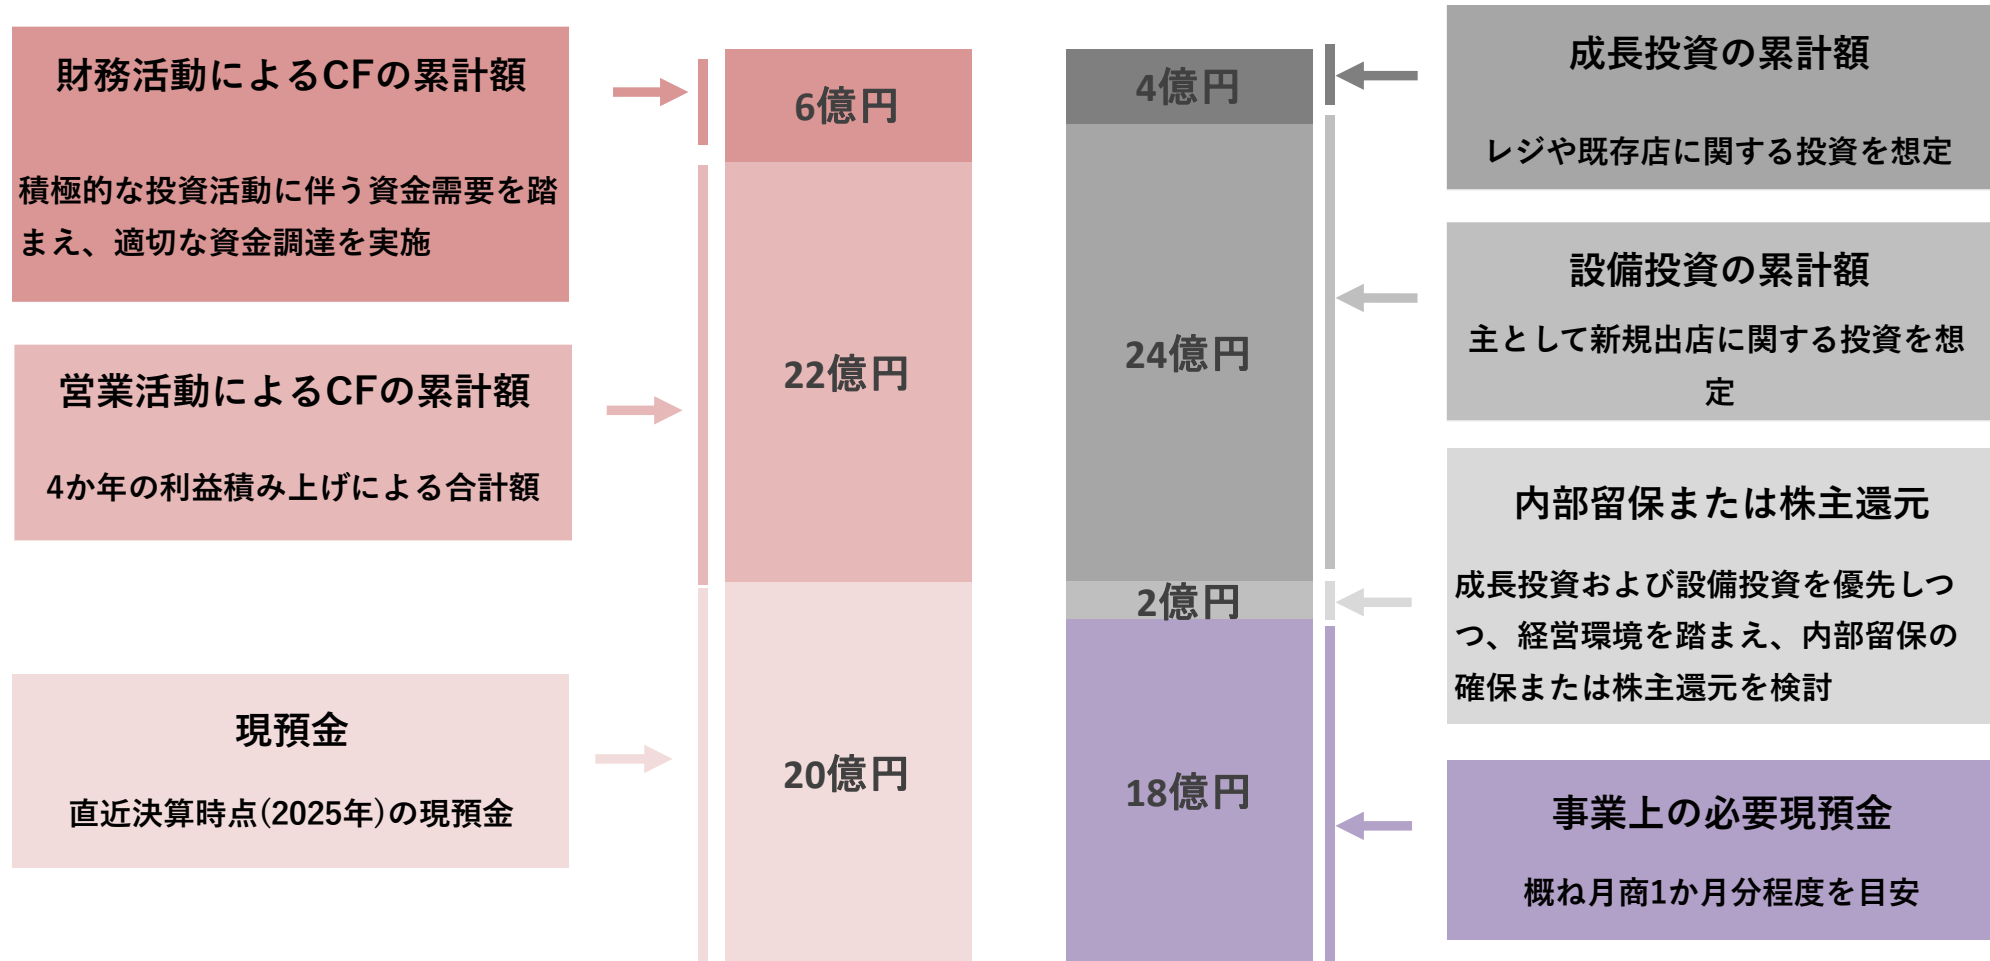 財務活動によるCFの累計額
積極的な投資活動に伴う資金需要を踏
まえ、適切な資金調達を実施
営業活動によるCFの累計額
4か年の利益積み上げによる合計額
現預金
直近決算時点(2025年)の現預金
6億円
22億円
20億円
4億円
24億円
2億円
18億円
成長投資の累計額
レジや既存店に関する投資を想定
設備投資の累計額
主として新規出店に関する投資を想
定
内部留保または株主還元
成長投資および設備投資を優先しつ
つ、経営環境を踏まえ、内部留保の
確保または株主還元を検討
事業上の必要現預金
概ね月商1か月分程度を目安